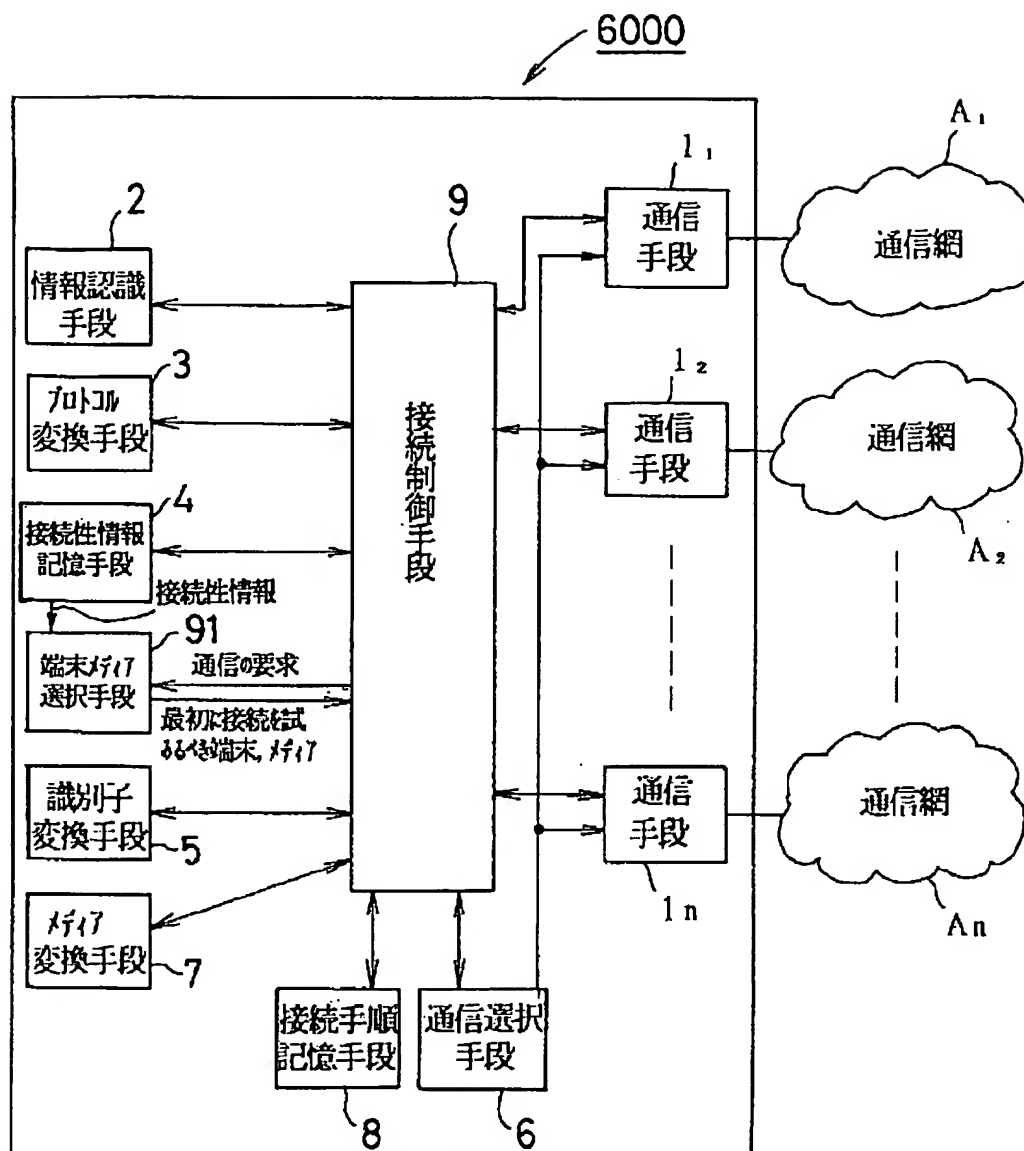 6000
A₁
1₁
通信
手段
通信網
2
情報認識
手段
9
接続制御手段
3
プロトコル
変換手段
1₂
通信
手段
通信網
A₂
4
接続性情報
記憶手段
接続性情報
91
端末メディア
選択手段
通信の要求
最初に接続を試
みるべき端末,メディア
識別子
変換手段
5
通信
手段
1n
通信網
An
メディア
変換手段
7
接続手順
記憶手段
8
通信選択
手段
6